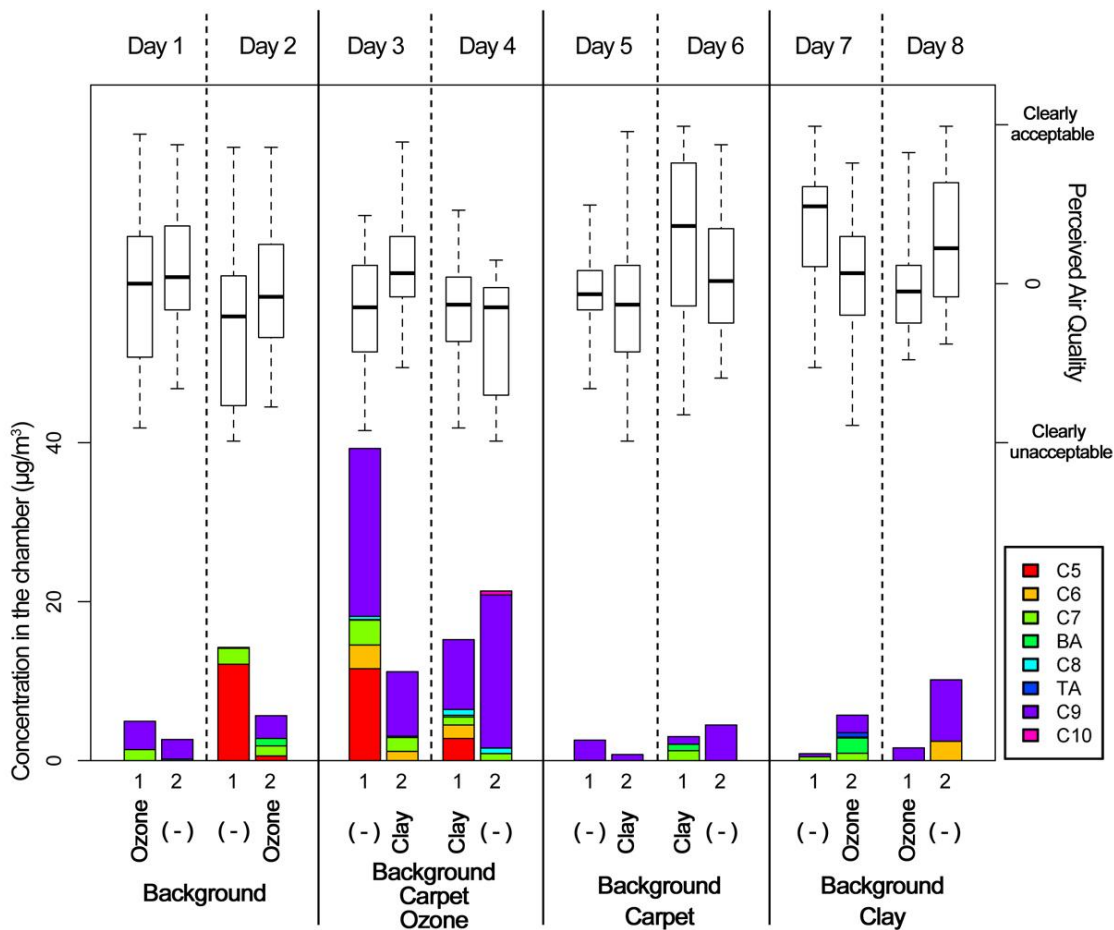 Day 1 Day 2 Day 3 Day 4 Day 5 Day 6 Day 7 Day 8
Clearly
acceptable
0
Clearly
unacceptable
Perceived Air Quality
Concentration in the chamber (μg/m³)
40
20
0
C5
C6
C7
BA
C8
TA
C9
C10
1 2 1 2 1 2 1 2 1 2 1 2 1 2 1 2
Ozone (-) (-) Ozone (-) Clay Clay (-) (-) Clay Clay (-) (-) Ozone Ozone (-)
Background
Background
Carpet
Ozone
Background
Carpet
Background
Clay